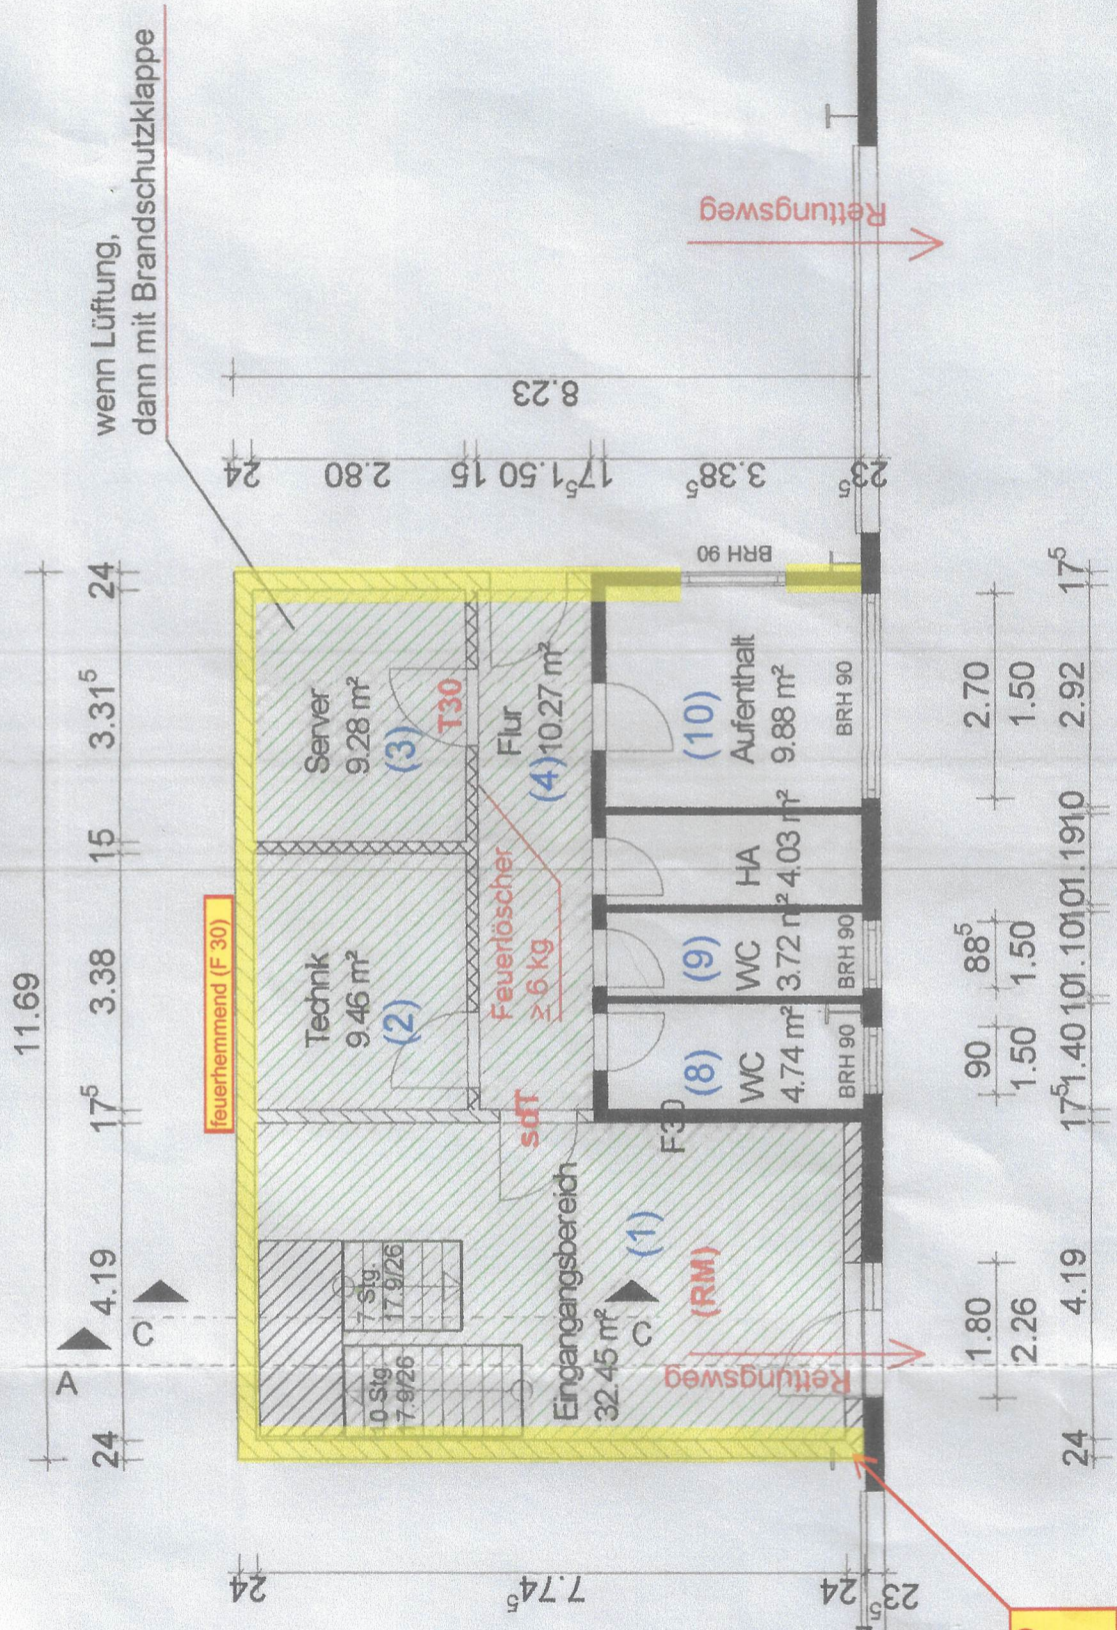 wenn Lüftung,
dann mit Brandschutzklappe
11.69
24
4.19
17⁵
3.38
15
3.31⁵
24
A
C
feuerhemmend (F 30)
Technk
9.46 m²
(2)
Server
9.28 m²
(3)
T30
Flur
(4)10.27 m²
Feuerlöscher
≥ 6 kg
sdT
7 Stg.
17.9/26
10 Stg
17.9/26
Eingangangsbereich
32.45 m²
(1)
C
(RM)
Rettungsweg
F30
(8)
WC
4.74 m²
BRH 90
(9)
WC
3.72 m²
BRH 90
HA
4.03 m²
(10)
Aufenthalt
9.88 m²
BRH 90
BRH 90
24
2.80
15
1.50
17⁵
3.38⁵
23⁵
8.23
Rettungsweg
24
7.74⁵
24
23⁵
1.80
2.26
90
1.50
88⁵
1.50
2.70
1.50
24
4.19
17⁵
1.40
10
1.10
10
1.19
10
2.92
17⁵